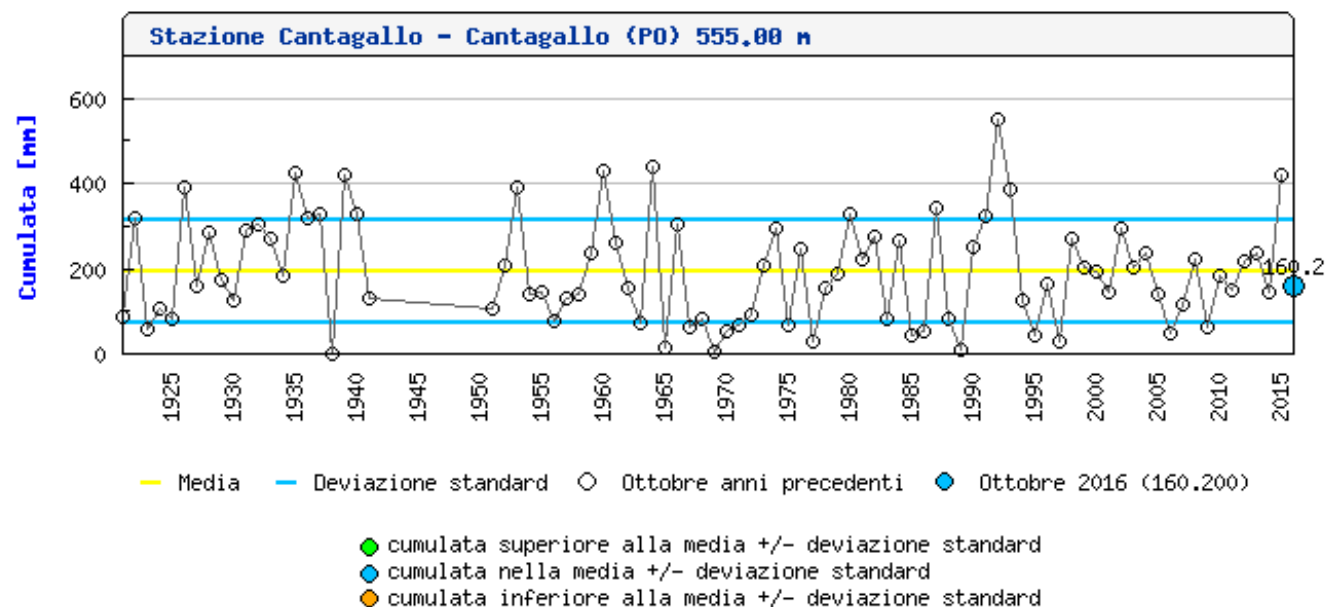 Stazione Cantagallo - Cantagallo (PO) 555.00 m
Cumulata [mm]
600
400
200
0
160.2
1925 1930 1935 1940 1945 1950 1955 1960 1965 1970 1975 1980 1985 1990 1995 2000 2005 2010 2015
Media Deviazione standard Ottobre anni precedenti Ottobre 2016 (160.200)
cumulata superiore alla media +/- deviazione standard
cumulata nella media +/- deviazione standard
cumulata inferiore alla media +/- deviazione standard